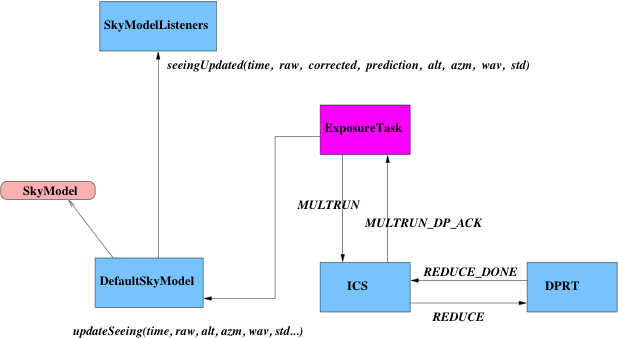 SkyModelListeners
seeingUpdated(time, raw, corrected, prediction, alt, azm, wav, std)
ExposureTask
SkyModel
MULTRUN
MULTRUN_DP_ACK
DefaultSkyModel
ICS
REDUCE_DONE
DPRT
REDUCE
updateSeeing(time, raw, alt, azm, wav, std...)